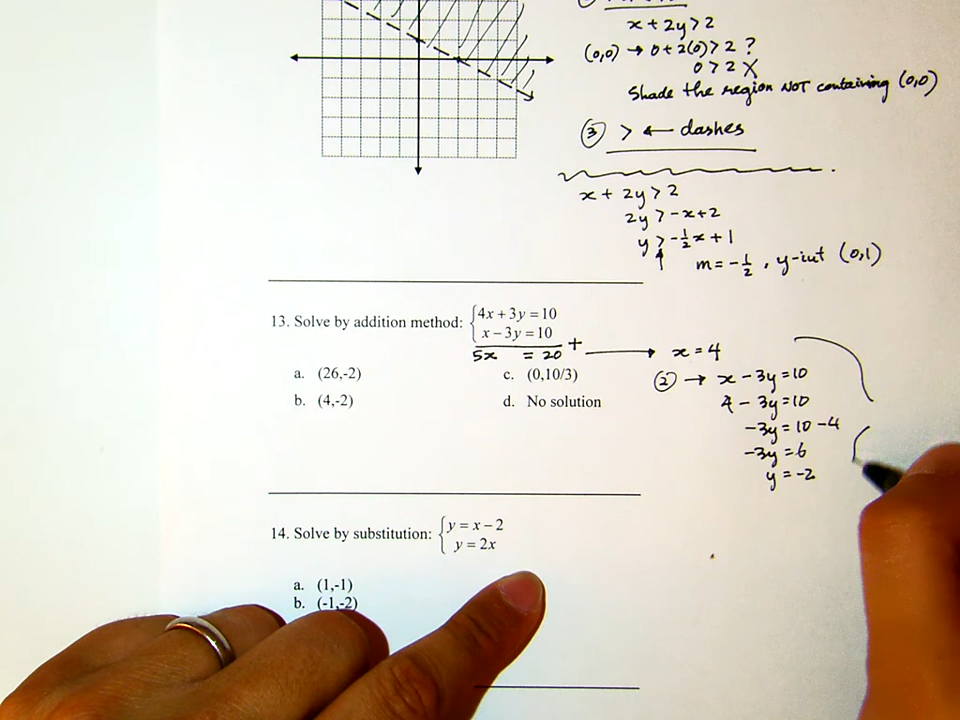 x + 2y > 2
(0,0) → 0 + 2(0) > 2 ?
0 > 2 X
Shade the region NOT containing (0,0)
③ > ← dashes
x + 2y > 2
2y > -x + 2
y > -1/2 x + 1
m = -1/2 , y-int (0,1)
13. Solve by addition method: {4x + 3y = 10
x − 3y = 10
5x = 20 + → x = 4
a. (26,-2)
b. (4,-2)
c. (0,10/3)
d. No solution
② → x - 3y = 10
4 - 3y = 10
-3y = 10 - 4
-3y = 6
y = -2
14. Solve by substitution: {y = x − 2
y = 2x
a. (1,-1)
b. (-1,-2)